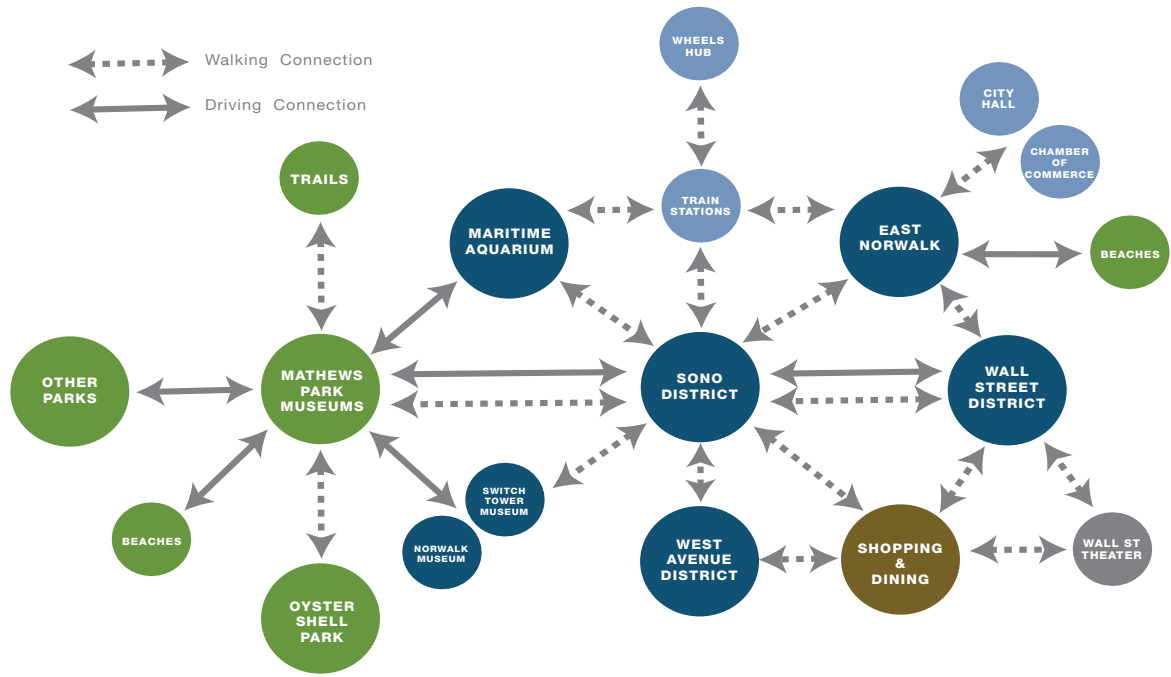 Walking Connection
Driving Connection
WHEELS
HUB
CITY
HALL
CHAMBER
OF
COMMERCE
TRAILS
TRAIN
STATIONS
MARITIME
AQUARIUM
EAST
NORWALK
BEACHES
OTHER
PARKS
MATHEWS
PARK
MUSEUMS
SONO
DISTRICT
WALL
STREET
DISTRICT
SWITCH
TOWER
MUSEUM
NORWALK
MUSEUM
BEACHES
WEST
AVENUE
DISTRICT
SHOPPING
&
DINING
WALL ST
THEATER
OYSTER
SHELL
PARK